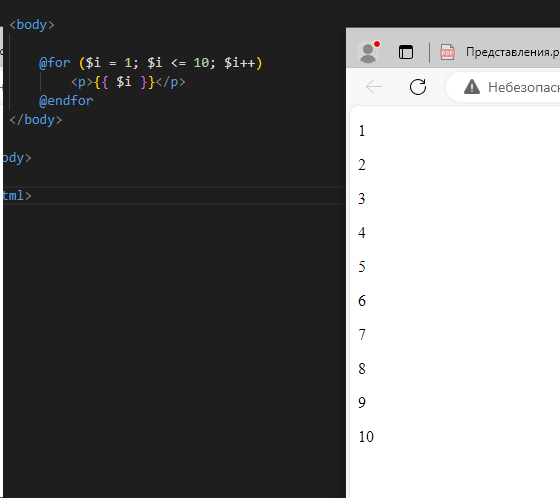 <body>
@for ($i = 1; $i <= 10; $i++)
<p>{{ $i }}</p>
@endfor
</body>
ody>
tml>
PDF
Представления.p
Небезопасн
1
2
3
4
5
6
7
8
9
10